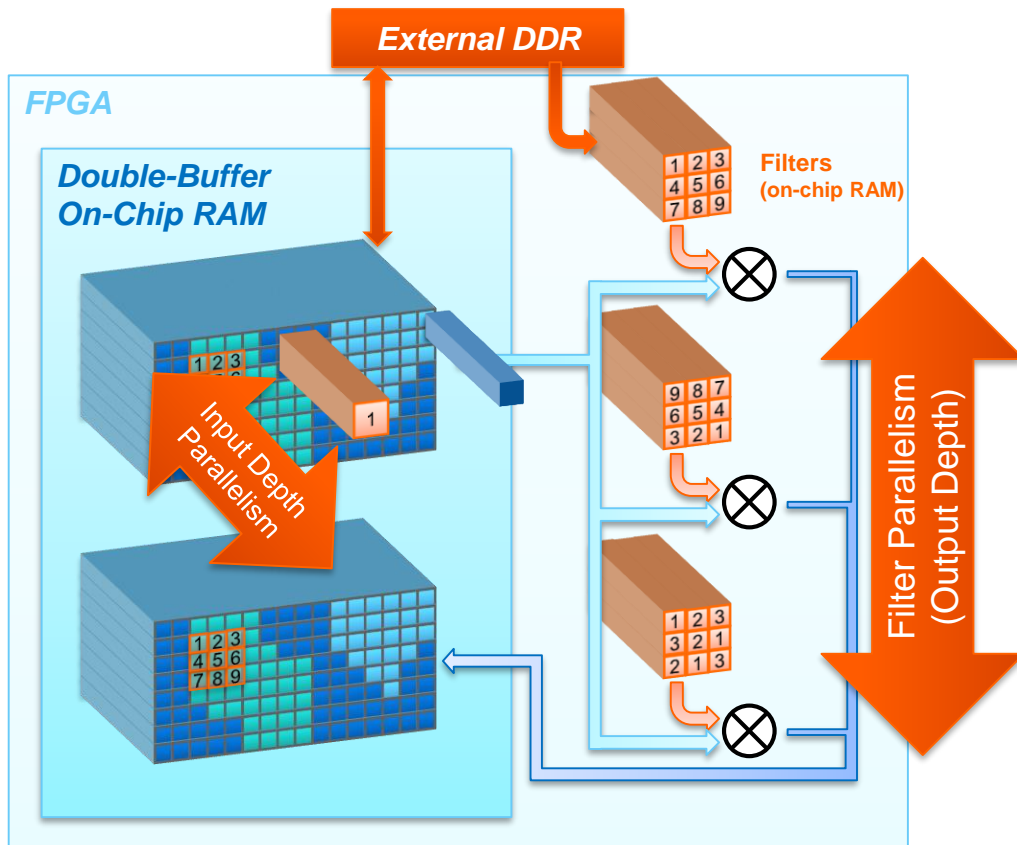 External DDR
FPGA
Double-Buffer
On-Chip RAM
1 2 3
4 5 6
7 8 9
Filters
(on-chip RAM)
1 2 3
1
Input Depth
Parallelism
9 8 7
6 5 4
3 2 1
1 2 3
4 5 6
7 8 9
1 2 3
3 2 1
2 1 3
Filter Parallelism
(Output Depth)